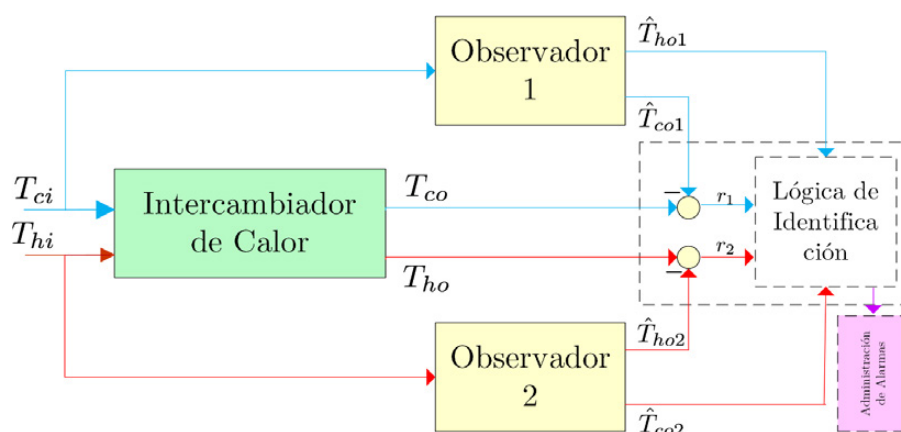 Observador
1
T̂ho1
T̂co1
Tci
Thi
Intercambiador
de Calor
Tco
Tho
−
r1
−
r2
Lógica de
Identifica
ción
Observador
2
T̂ho2
T̂co2
Administración
de Alarmas